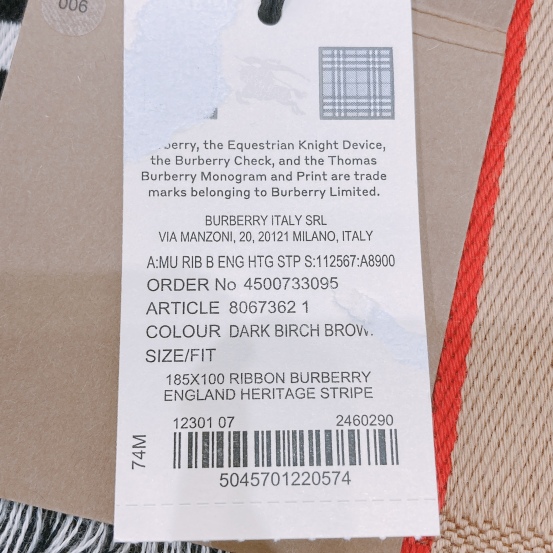 006
the Equestrian Knight Device,
the Burberry Check, and the Thomas
Burberry Monogram and Print are trade
marks belonging to Burberry Limited.
BURBERRY ITALY SRL
VIA MANZONI, 20, 20121 MILANO, ITALY
A:MU RIB B ENG HTG STP S:112567:A8900
ORDER No 4500733095
ARTICLE 8067362 1
COLOUR DARK BIRCH BROW.
SIZE/FIT
185X100 RIBBON BURBERRY
ENGLAND HERITAGE STRIPE
12301 07 2460290
74M
5045701220574